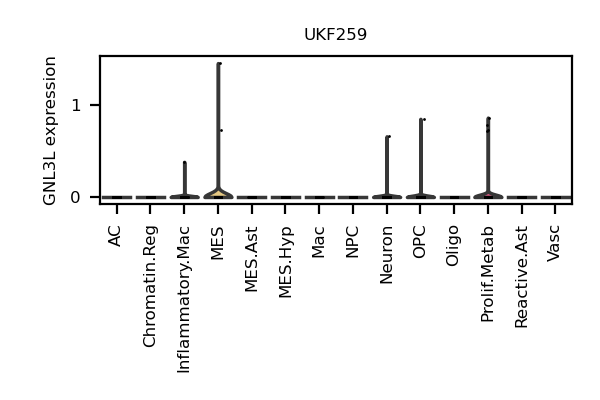 UKF259
GNL3L expression
1
0
AC
Chromatin.Reg
Inflammatory.Mac
MES
MES.Ast
MES.Hyp
Mac
NPC
Neuron
OPC
Oligo
Prolif.Metab
Reactive.Ast
Vasc